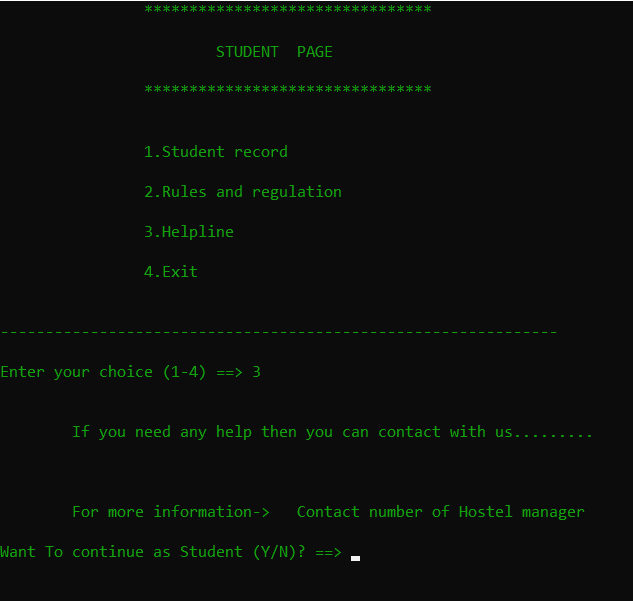 ********************************
STUDENT  PAGE
********************************
1.Student record
2.Rules and regulation
3.Helpline
4.Exit
--------------------------------------------------------------
Enter your choice (1-4) ==> 3
If you need any help then you can contact with us.........
For more information->   Contact number of Hostel manager
Want To continue as Student (Y/N)? ==>